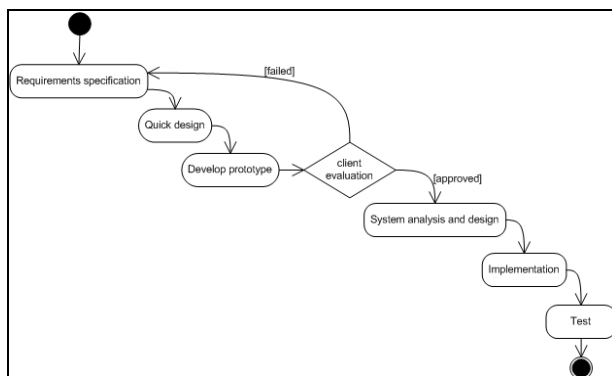 [failed]
Requirements specification
Quick design
Develop prototype
client
evaluation
[approved]
System analysis and design
Implementation
Test